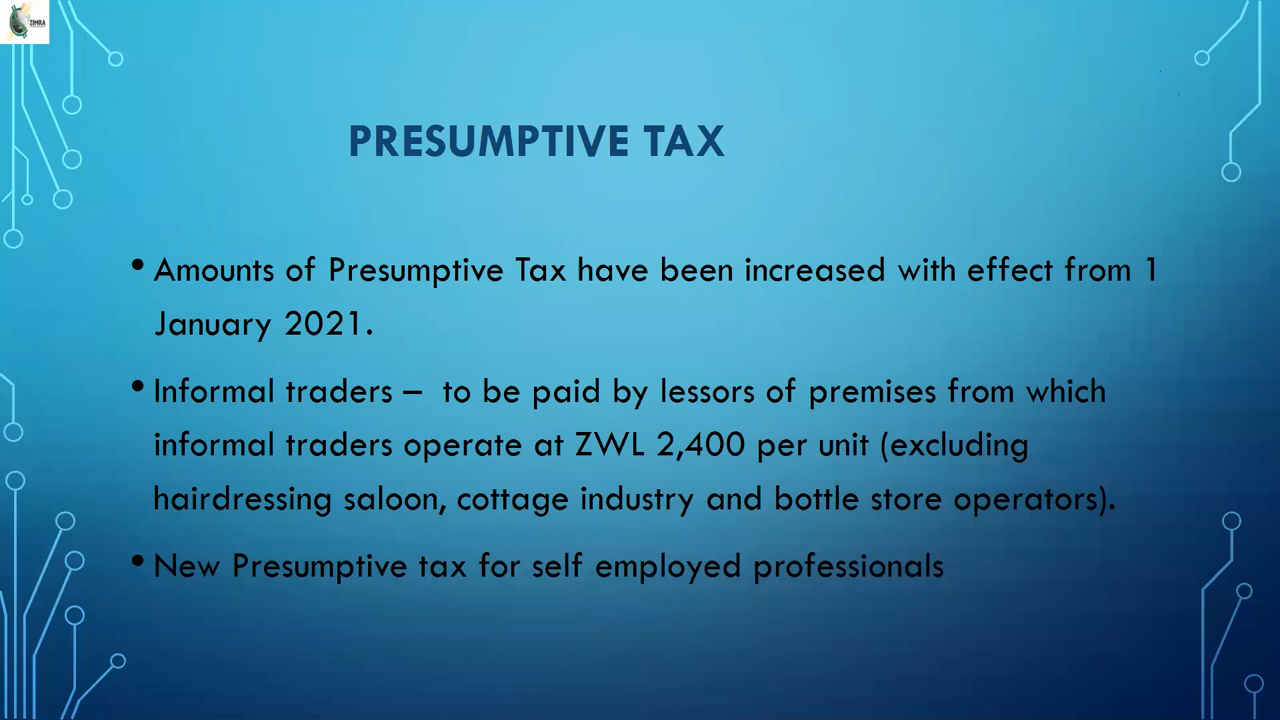 ZIMRA
PRESUMPTIVE TAX
• Amounts of Presumptive Tax have been increased with effect from 1
January 2021.
• Informal traders – to be paid by lessors of premises from which
informal traders operate at ZWL 2,400 per unit (excluding
hairdressing saloon, cottage industry and bottle store operators).
• New Presumptive tax for self employed professionals